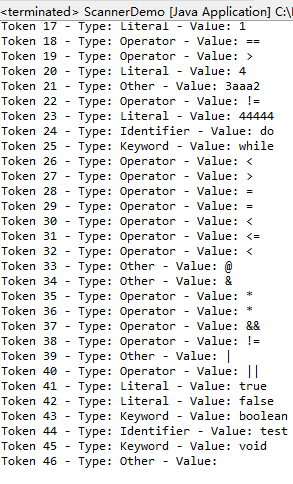 <terminated> ScannerDemo [Java Application] C:\
Token 17 - Type: Literal - Value: 1
Token 18 - Type: Operator - Value: ==
Token 19 - Type: Operator - Value: >
Token 20 - Type: Literal - Value: 4
Token 21 - Type: Other - Value: 3aaa2
Token 22 - Type: Operator - Value: !=
Token 23 - Type: Literal - Value: 44444
Token 24 - Type: Identifier - Value: do
Token 25 - Type: Keyword - Value: while
Token 26 - Type: Operator - Value: <
Token 27 - Type: Operator - Value: >
Token 28 - Type: Operator - Value: =
Token 29 - Type: Operator - Value: =
Token 30 - Type: Operator - Value: <
Token 31 - Type: Operator - Value: <=
Token 32 - Type: Operator - Value: <
Token 33 - Type: Other - Value: @
Token 34 - Type: Other - Value: &
Token 35 - Type: Operator - Value: *
Token 36 - Type: Operator - Value: *
Token 37 - Type: Operator - Value: &&
Token 38 - Type: Operator - Value: !=
Token 39 - Type: Other - Value: |
Token 40 - Type: Operator - Value: ||
Token 41 - Type: Literal - Value: true
Token 42 - Type: Literal - Value: false
Token 43 - Type: Keyword - Value: boolean
Token 44 - Type: Identifier - Value: test
Token 45 - Type: Keyword - Value: void
Token 46 - Type: Other - Value: